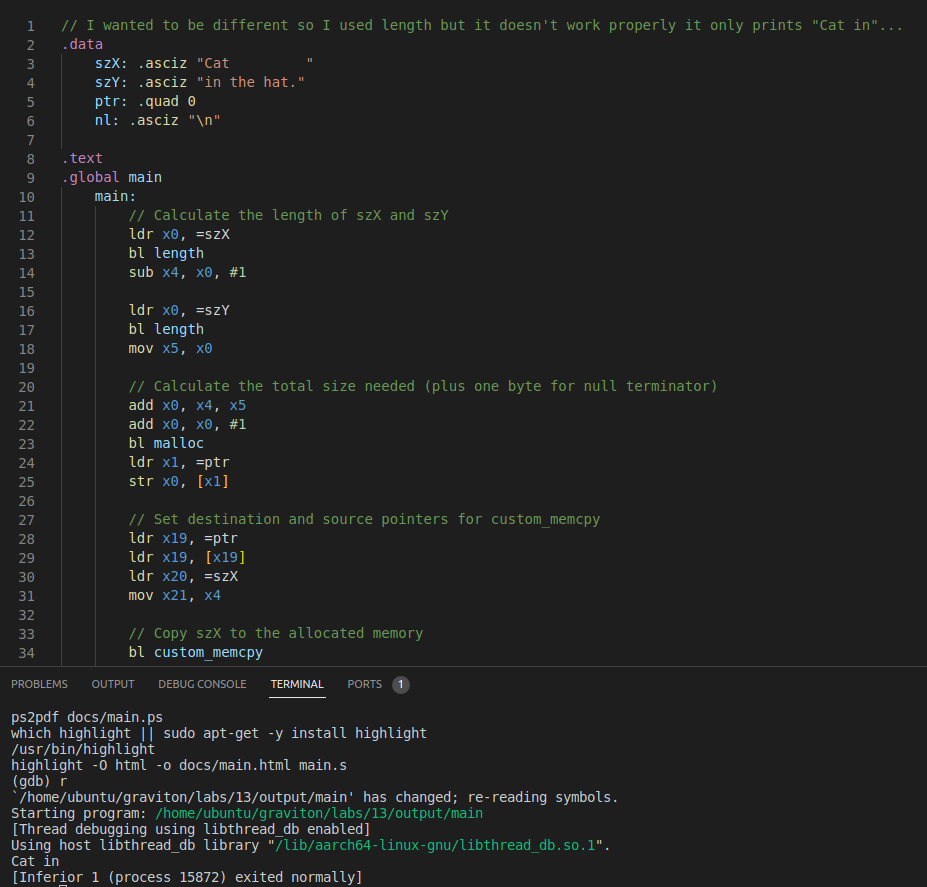 1 // I wanted to be different so I used length but it doesn't work properly it only prints "Cat in"...
2 .data
3     szX: .asciz "Cat         "
4     szY: .asciz "in the hat."
5     ptr: .quad 0
6     nl: .asciz "\n"
7
8 .text
9 .global main
10     main:
11         // Calculate the length of szX and szY
12         ldr x0, =szX
13         bl length
14         sub x4, x0, #1
15
16         ldr x0, =szY
17         bl length
18         mov x5, x0
19
20         // Calculate the total size needed (plus one byte for null terminator)
21         add x0, x4, x5
22         add x0, x0, #1
23         bl malloc
24         ldr x1, =ptr
25         str x0, [x1]
26
27         // Set destination and source pointers for custom_memcpy
28         ldr x19, =ptr
29         ldr x19, [x19]
30         ldr x20, =szX
31         mov x21, x4
32
33         // Copy szX to the allocated memory
34         bl custom_memcpy
PROBLEMS OUTPUT DEBUG CONSOLE TERMINAL PORTS 1
ps2pdf docs/main.ps
which highlight || sudo apt-get -y install highlight
/usr/bin/highlight
highlight -O html -o docs/main.html main.s
(gdb) r
`/home/ubuntu/graviton/labs/13/output/main' has changed; re-reading symbols.
Starting program: /home/ubuntu/graviton/labs/13/output/main
[Thread debugging using libthread_db enabled]
Using host libthread_db library "/lib/aarch64-linux-gnu/libthread_db.so.1".
Cat in
[Inferior 1 (process 15872) exited normally]